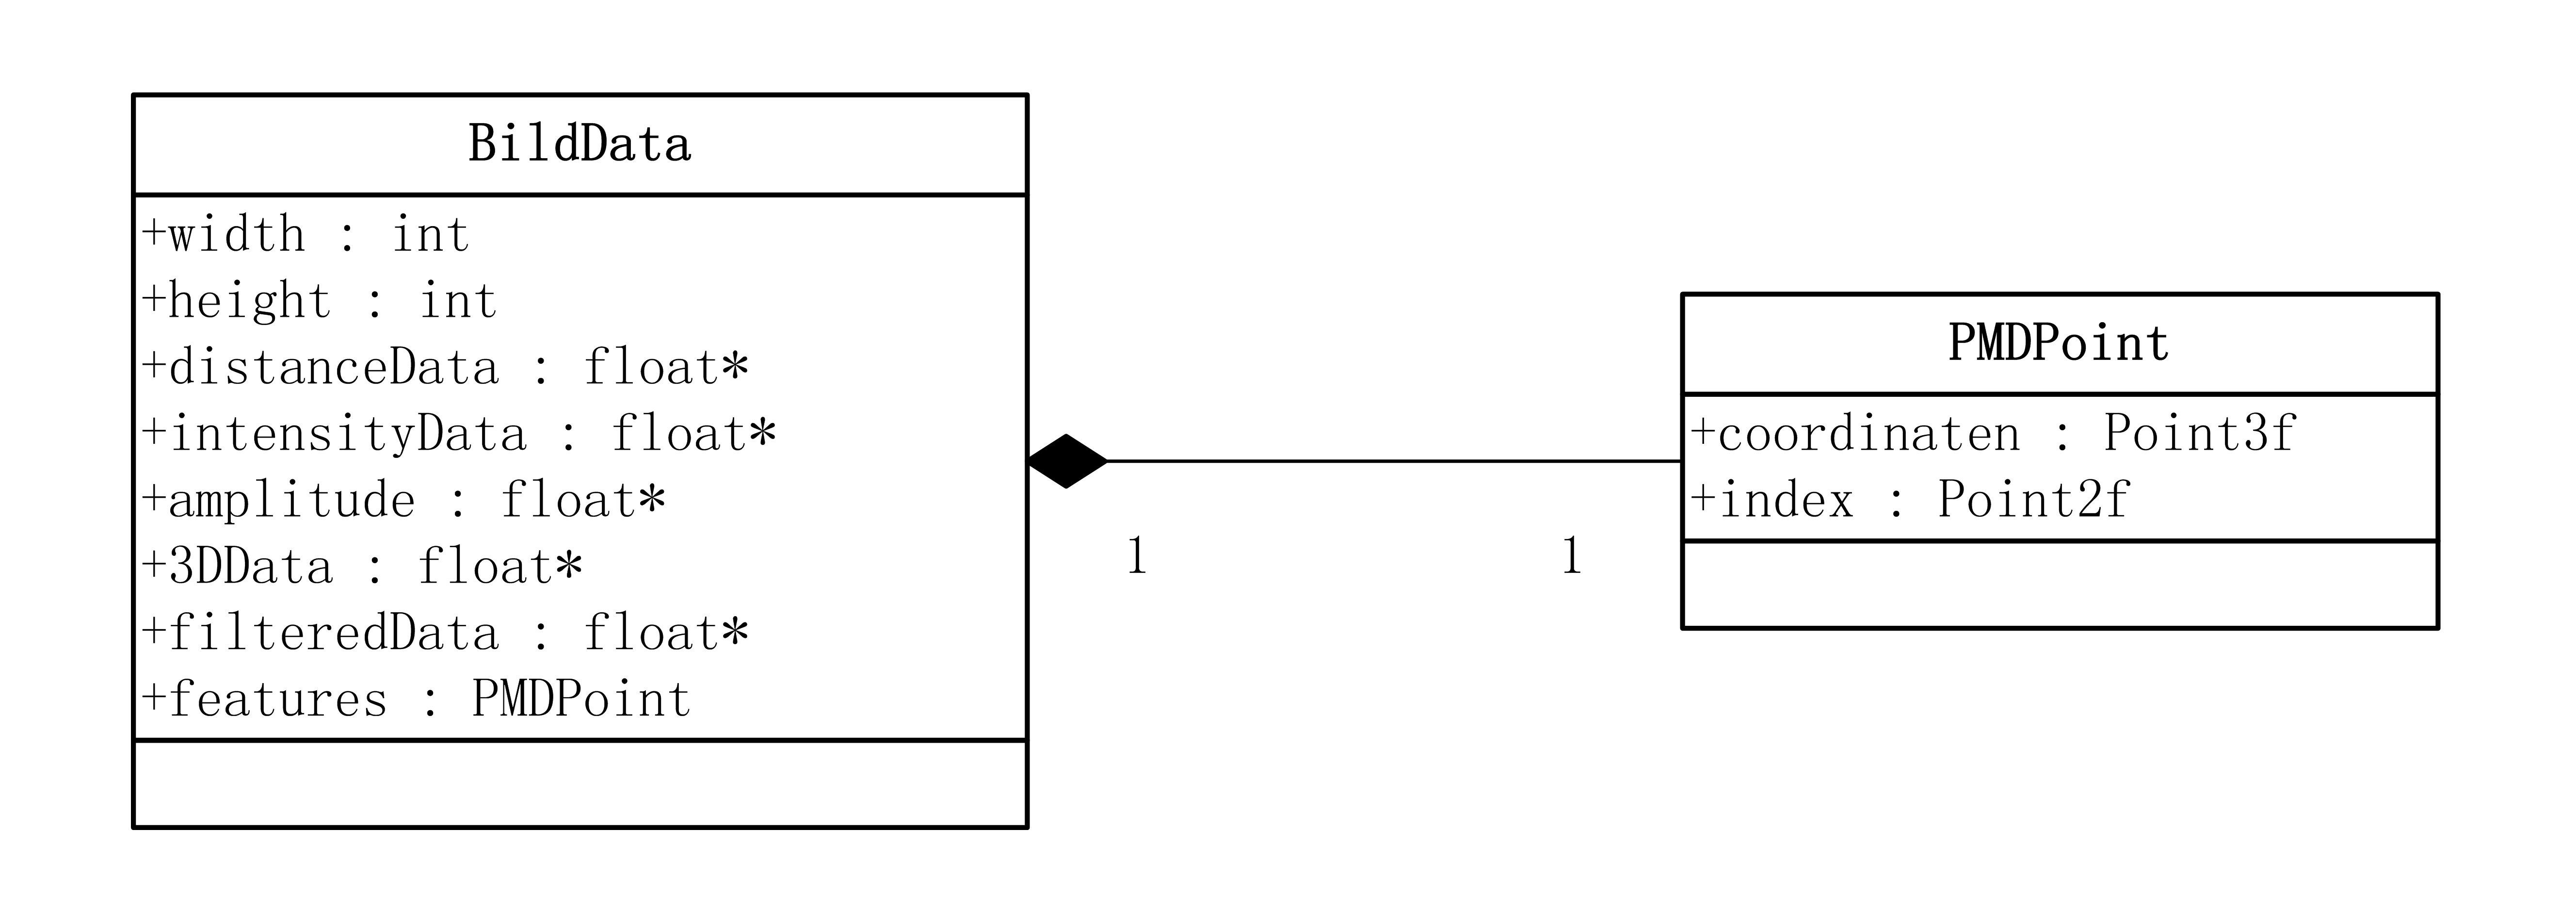 BildData
+width : int
+height : int
+distanceData : float*
+intensityData : float*
+amplitude : float*
+3DData : float*
+filteredData : float*
+features : PMDPoint
1
1
PMDPoint
+coordinaten : Point3f
+index : Point2f